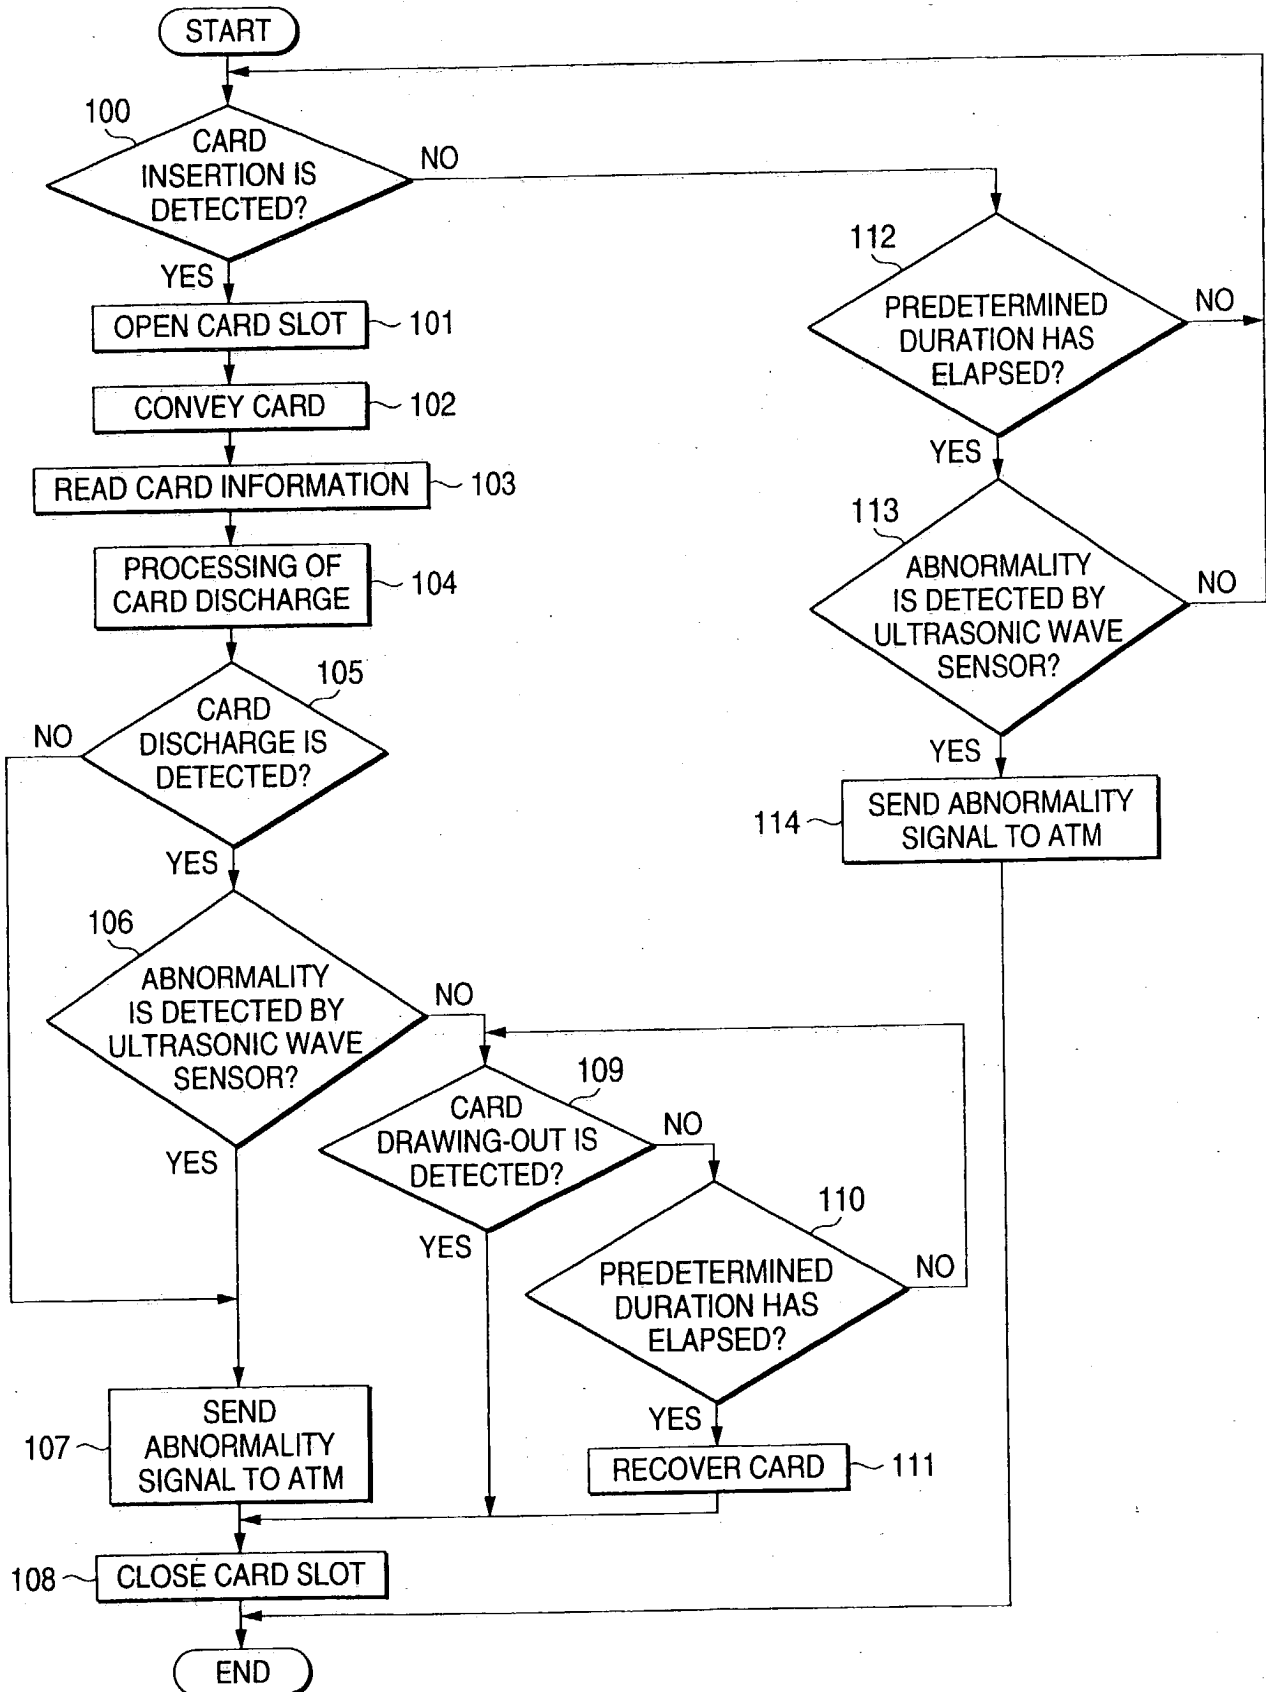 START
100
CARD
INSERTION IS
DETECTED?
NO
YES
OPEN CARD SLOT
101
CONVEY CARD
102
READ CARD INFORMATION
103
PROCESSING OF
CARD DISCHARGE
104
105
CARD
DISCHARGE IS
DETECTED?
NO
YES
106
ABNORMALITY
IS DETECTED BY
ULTRASONIC WAVE
SENSOR?
NO
YES
109
CARD
DRAWING-OUT IS
DETECTED?
NO
YES
110
PREDETERMINED
DURATION HAS
ELAPSED?
NO
YES
RECOVER CARD
111
107
SEND
ABNORMALITY
SIGNAL TO ATM
108
CLOSE CARD SLOT
END
112
PREDETERMINED
DURATION HAS
ELAPSED?
NO
YES
113
ABNORMALITY
IS DETECTED BY
ULTRASONIC WAVE
SENSOR?
NO
YES
114
SEND ABNORMALITY
SIGNAL TO ATM